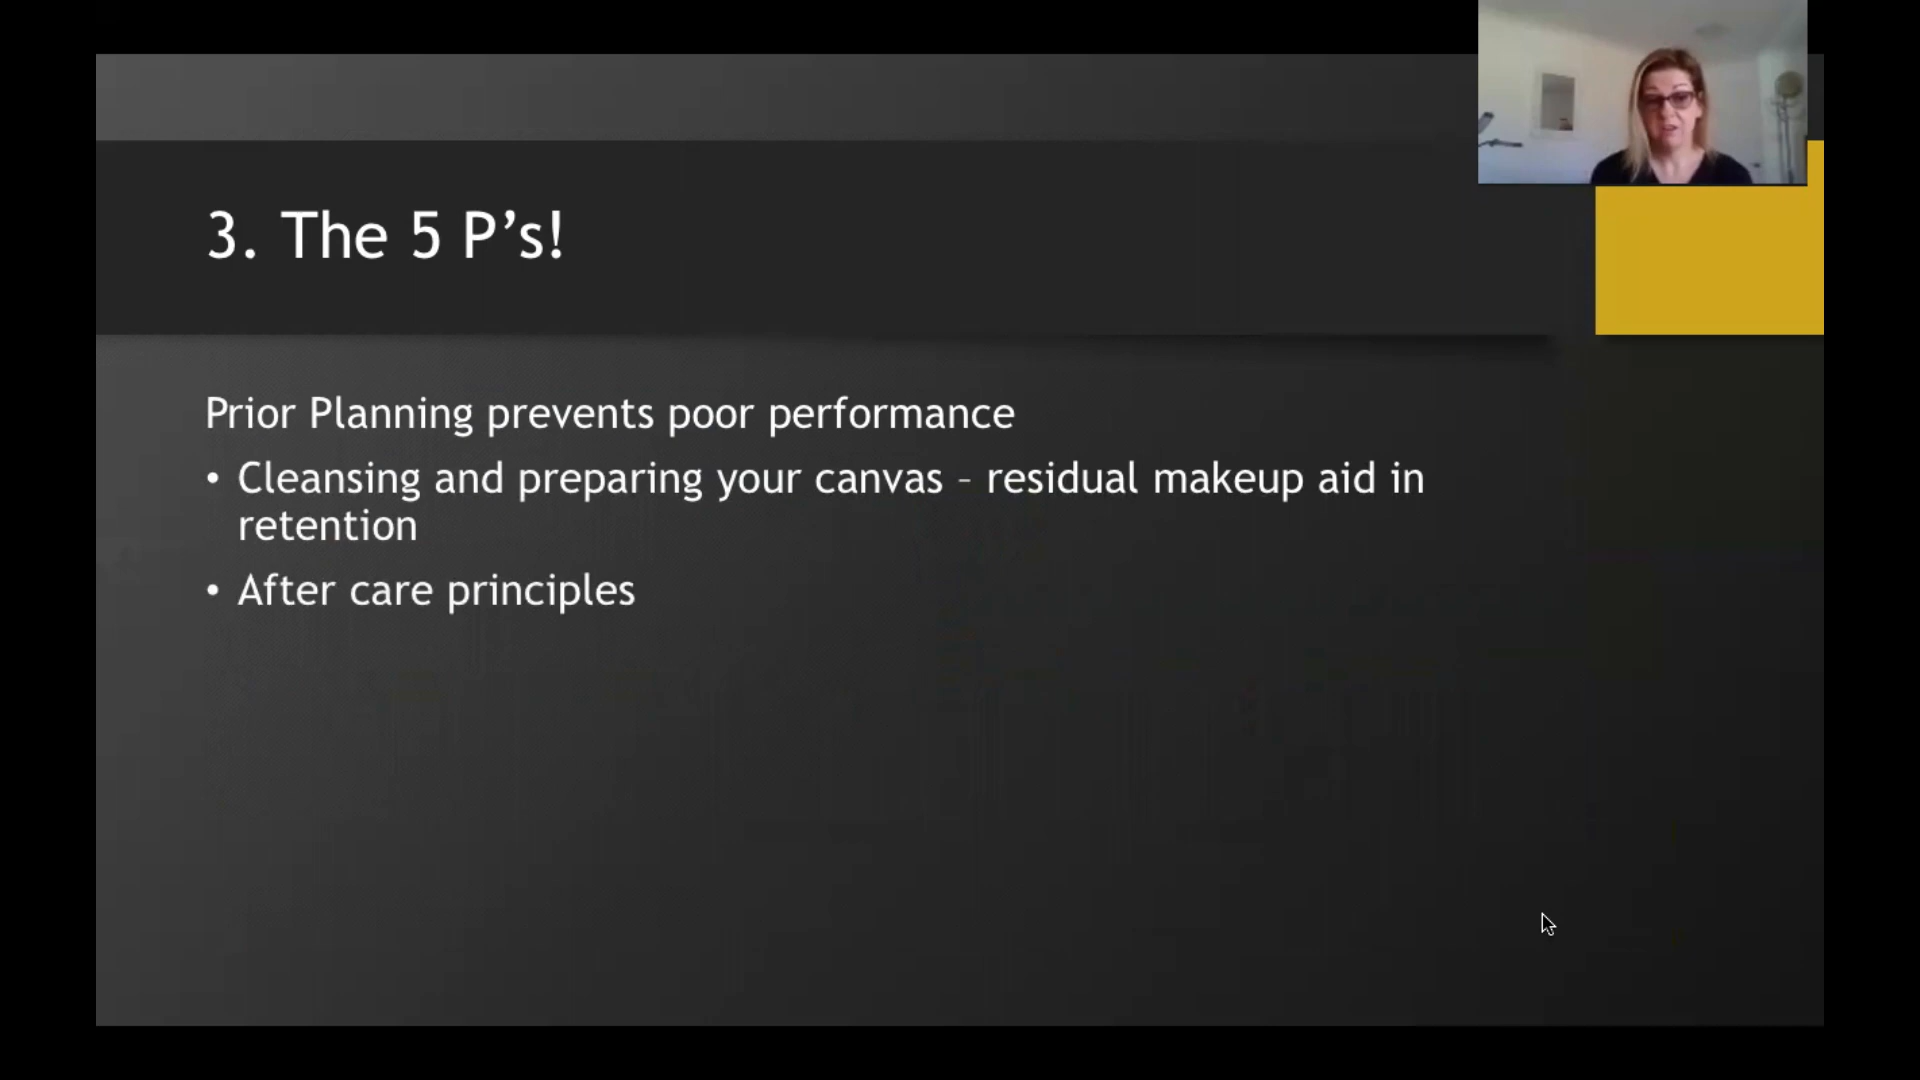 3. The 5 P’s!
Prior Planning prevents poor performance
• Cleansing and preparing your canvas – residual makeup aid in
retention
• After care principles